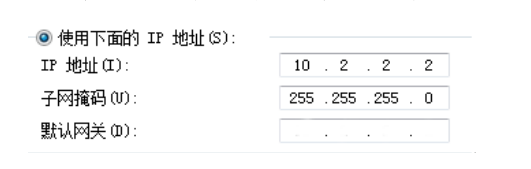 使用下面的 IP 地址(S):
IP 地址(I): 10 . 2 . 2 . 2
子网掩码(U): 255 .255 .255 . 0
默认网关(D): . . .